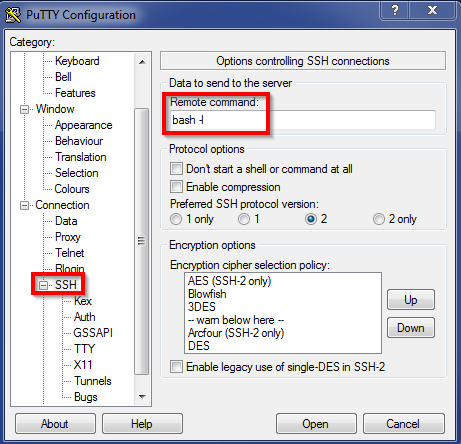 PuTTY Configuration
Category:
Keyboard
Bell
Features
Window
Appearance
Behaviour
Translation
Selection
Colours
Connection
Data
Proxy
Telnet
Rlogin
SSH
Kex
Auth
GSSAPI
TTY
X11
Tunnels
Bugs
Options controlling SSH connections
Data to send to the server
Remote command:
bash -l
Protocol options
Don't start a shell or command at all
Enable compression
Preferred SSH protocol version:
1 only 1 2 2 only
Encryption options
Encryption cipher selection policy:
AES (SSH-2 only)
Blowfish
3DES
-- warn below here --
Arcfour (SSH-2 only)
DES
Up
Down
Enable legacy use of single-DES in SSH-2
About Help Open Cancel